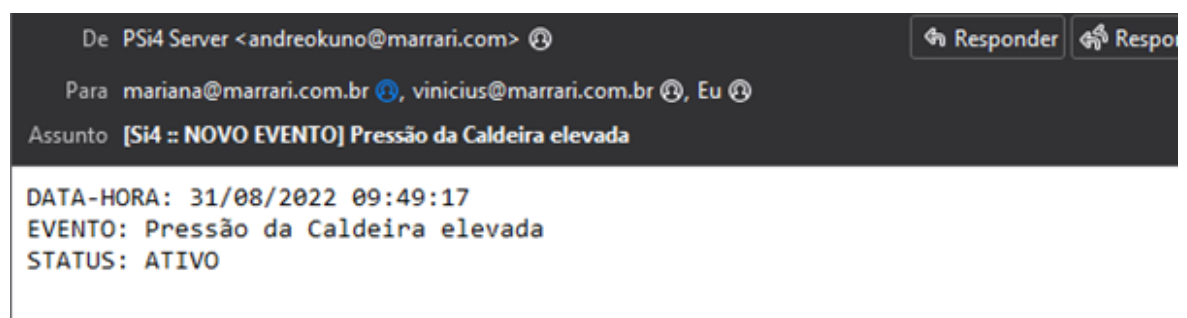 De PSi4 Server <andreokuno@marrari.com> Responder
Para mariana@marrari.com.br, vinicius@marrari.com.br, Eu
Assunto [Si4 :: NOVO EVENTO] Pressão da Caldeira elevada
DATA-HORA: 31/08/2022 09:49:17
EVENTO: Pressão da Caldeira elevada
STATUS: ATIVO